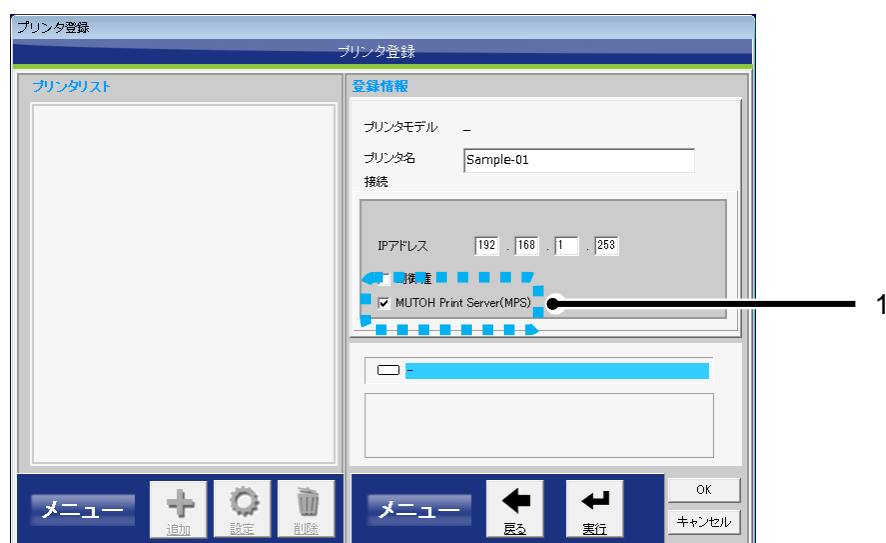 プリンタ登録
プリンタ登録
プリンタリスト
登録情報
プリンタモデル －
プリンタ名 Sample-01
接続
IPアドレス 192 . 168 . 1 . 253
制御権
MUTOH Print Server(MPS)
1
-
メニュー
追加
設定
削除
メニュー
戻る
実行
OK
キャンセル